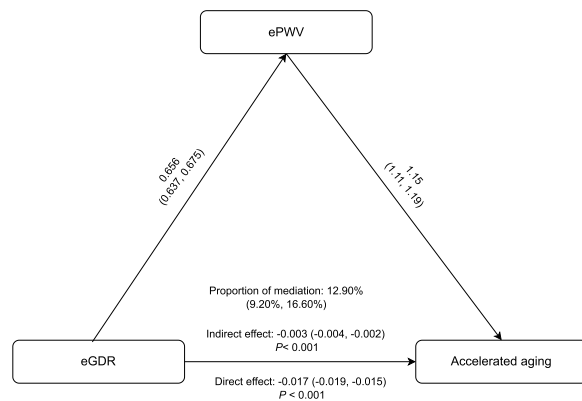 ePWV
0.656
(0.637, 0.675)
1.15
(1.11, 1.19)
Proportion of mediation: 12.90%
(9.20%, 16.60%)
Indirect effect: -0.003 (-0.004, -0.002)
P< 0.001
eGDR
Accelerated aging
Direct effect: -0.017 (-0.019, -0.015)
P < 0.001